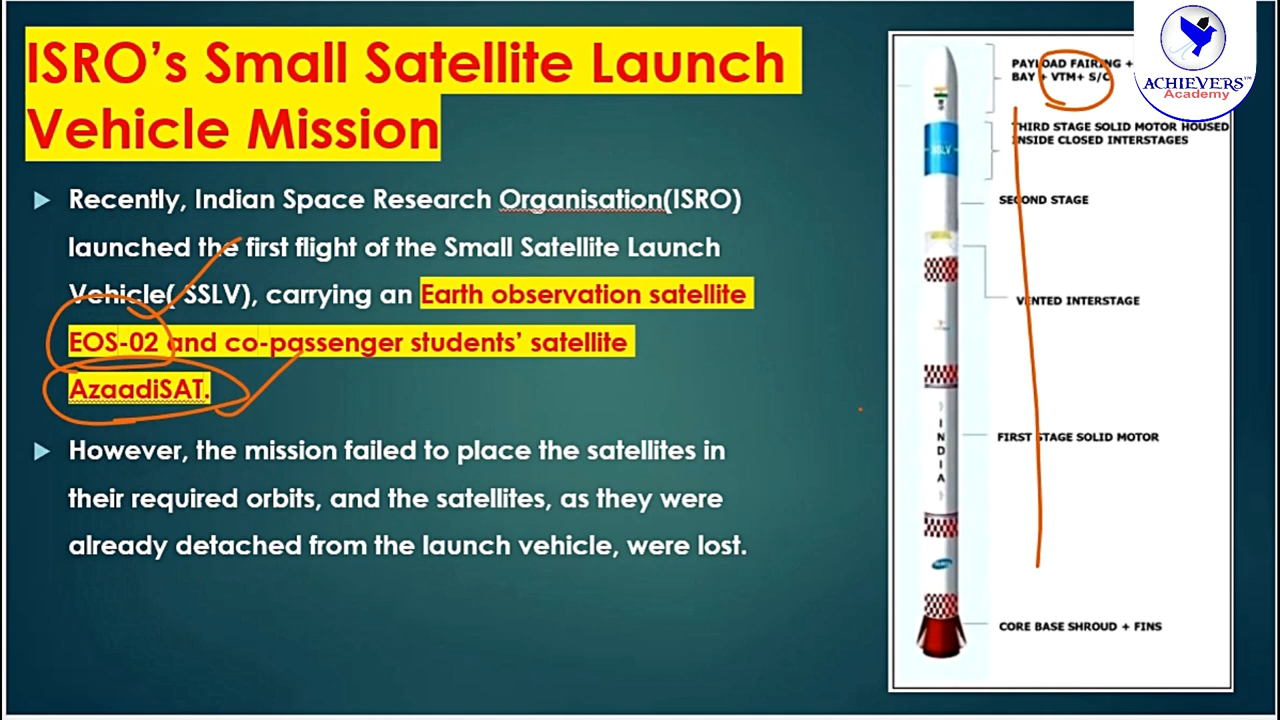 ISRO’s Small Satellite Launch
Vehicle Mission
Recently, Indian Space Research Organisation(ISRO)
launched the first flight of the Small Satellite Launch
Vehicle( SSLV), carrying an Earth observation satellite
EOS-02 and co-passenger students’ satellite
AzaadiSAT.
However, the mission failed to place the satellites in
their required orbits, and the satellites, as they were
already detached from the launch vehicle, were lost.
PAYLOAD FAIRING +
BAY + VTM+ S/C
THIRD STAGE SOLID MOTOR HOUSED
INSIDE CLOSED INTERSTAGES
SECOND STAGE
VENTED INTERSTAGE
FIRST STAGE SOLID MOTOR
CORE BASE SHROUD + FINS
SSLV
INDIA
ACHIEVERS™
Academy